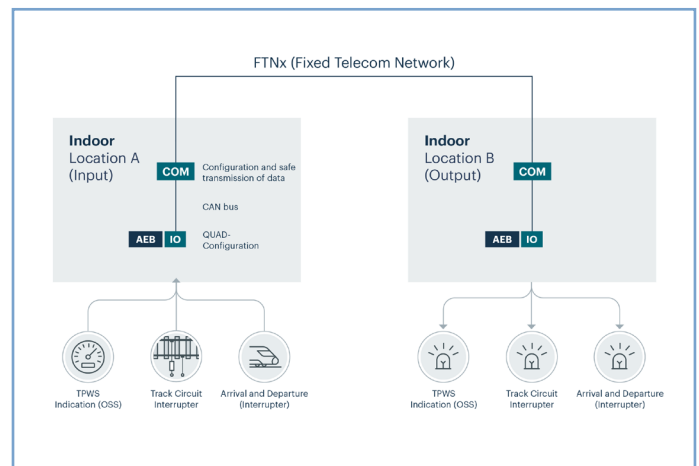 FTNx (Fixed Telecom Network)
Indoor
Location A
(Input)
COM
Configuration and safe
transmission of data
CAN bus
AEB
IO
QUAD-
Configuration
TPWS
Indication (OSS)
Track Circuit
Interrupter
Arrival and Departure
(Interrupter)
Indoor
Location B
(Output)
COM
AEB
IO
TPWS
Indication (OSS)
Track Circuit
Interrupter
Arrival and Departure
(Interrupter)